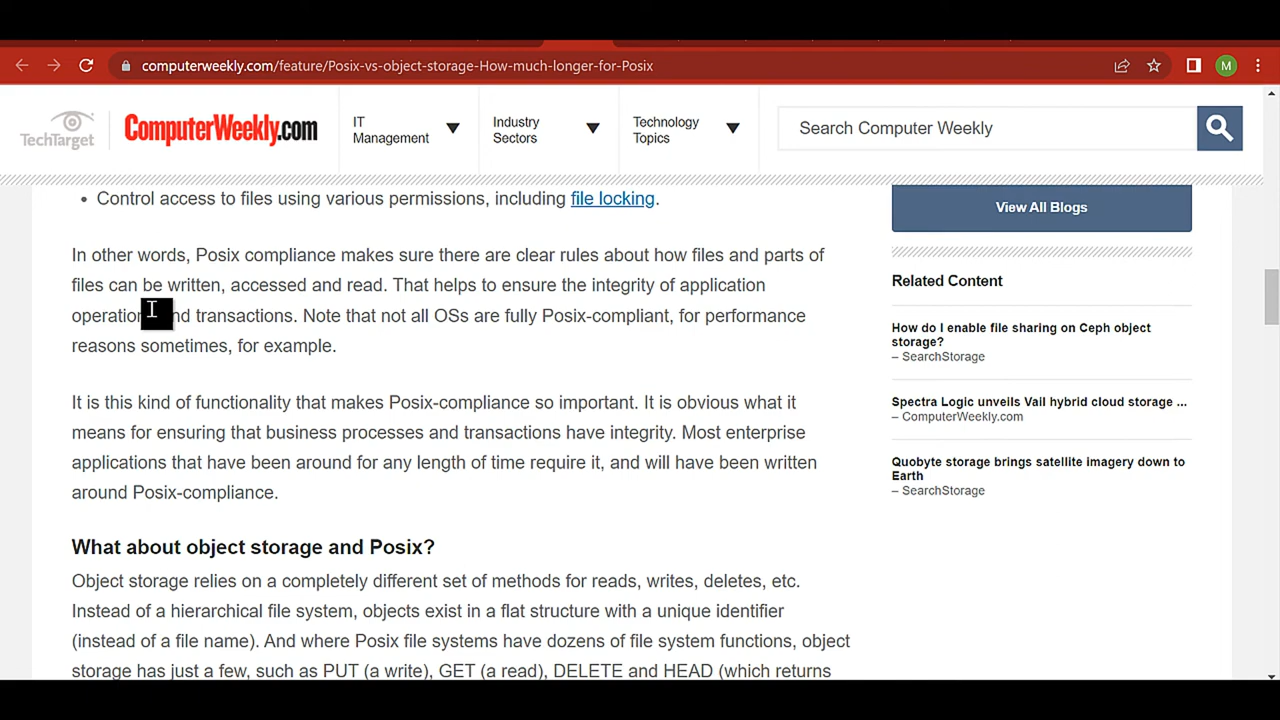 computerweekly.com/feature/Posix-vs-object-storage-How-much-longer-for-Posix
M
TechTarget
ComputerWeekly.com
IT
Management
Industry
Sectors
Technology
Topics
Search Computer Weekly
• Control access to files using various permissions, including file locking.
In other words, Posix compliance makes sure there are clear rules about how files and parts of
files can be written, accessed and read. That helps to ensure the integrity of application
nd transactions. Note that not all OSs are fully Posix-compliant, for performance
reasons sometimes, for example.
It is this kind of functionality that makes Posix-compliance so important. It is obvious what it
means for ensuring that business processes and transactions have integrity. Most enterprise
applications that have been around for any length of time require it, and will have been written
around Posix-compliance.
What about object storage and Posix?
Object storage relies on a completely different set of methods for reads, writes, deletes, etc.
Instead of a hierarchical file system, objects exist in a flat structure with a unique identifier
(instead of a file name). And where Posix file systems have dozens of file system functions, object
storage has just a few, such as PUT (a write), GET (a read), DELETE and HEAD (which returns
View All Blogs
Related Content
How do I enable file sharing on Ceph object
storage?
– SearchStorage
Spectra Logic unveils Vail hybrid cloud storage ...
– ComputerWeekly.com
Quobyte storage brings satellite imagery down to
Earth
– SearchStorage